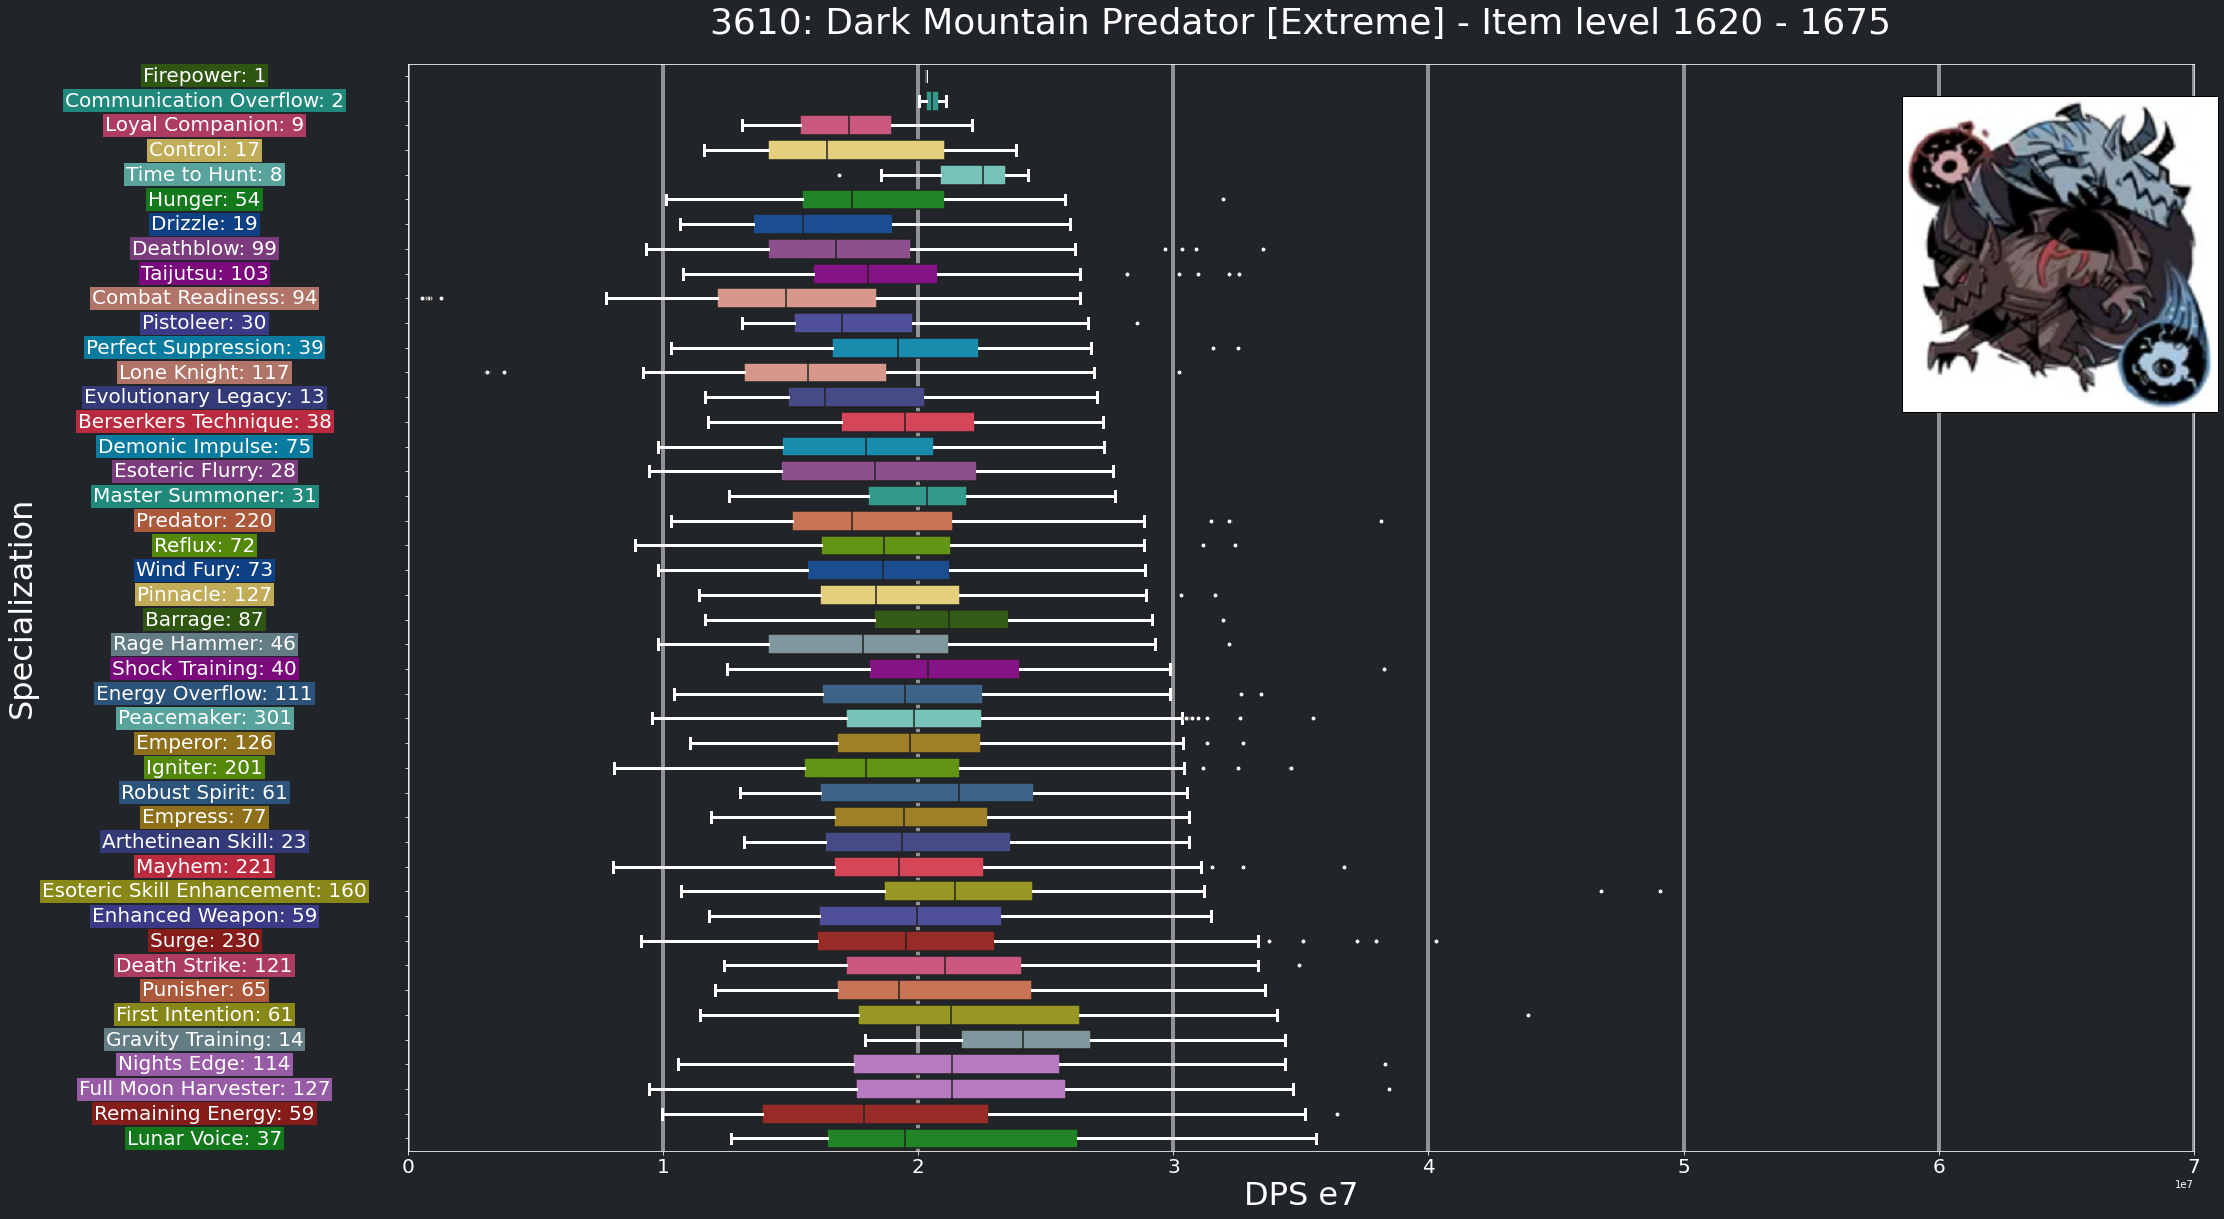 3610: Dark Mountain Predator [Extreme] - Item level 1620 - 1675
Specialization
Firepower: 1
Communication Overflow: 2
Loyal Companion: 9
Control: 17
Time to Hunt: 8
Hunger: 54
Drizzle: 19
Deathblow: 99
Taijutsu: 103
Combat Readiness: 94
Pistoleer: 30
Perfect Suppression: 39
Lone Knight: 117
Evolutionary Legacy: 13
Berserkers Technique: 38
Demonic Impulse: 75
Esoteric Flurry: 28
Master Summoner: 31
Predator: 220
Reflux: 72
Wind Fury: 73
Pinnacle: 127
Barrage: 87
Rage Hammer: 46
Shock Training: 40
Energy Overflow: 111
Peacemaker: 301
Emperor: 126
Igniter: 201
Robust Spirit: 61
Empress: 77
Arthetinean Skill: 23
Mayhem: 221
Esoteric Skill Enhancement: 160
Enhanced Weapon: 59
Surge: 230
Death Strike: 121
Punisher: 65
First Intention: 61
Gravity Training: 14
Nights Edge: 114
Full Moon Harvester: 127
Remaining Energy: 59
Lunar Voice: 37
0 1 2 3 4 5 6 7
DPS e7
1e7